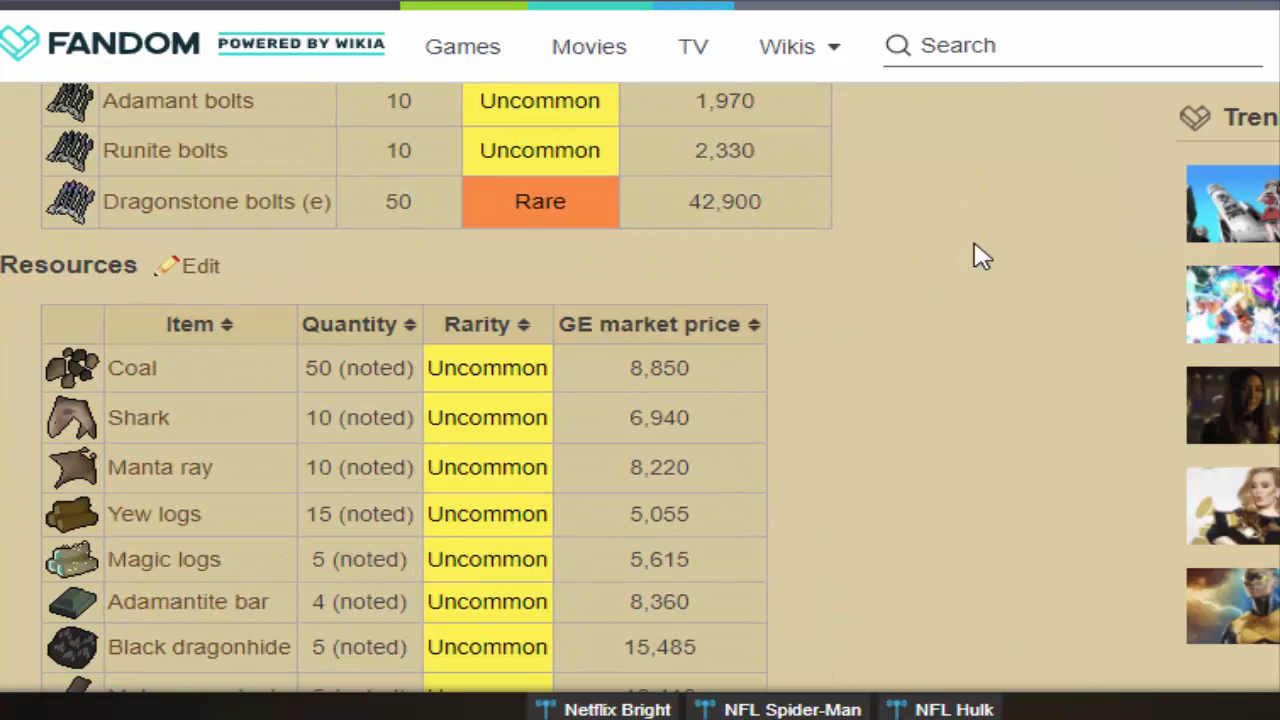 FANDOM POWERED BY WIKIA Games Movies TV Wikis Search
Adamant bolts 10 Uncommon 1,970
Runite bolts 10 Uncommon 2,330
Dragonstone bolts (e) 50 Rare 42,900
Tren
Resources Edit
Item Quantity Rarity GE market price
Coal 50 (noted) Uncommon 8,850
Shark 10 (noted) Uncommon 6,940
Manta ray 10 (noted) Uncommon 8,220
Yew logs 15 (noted) Uncommon 5,055
Magic logs 5 (noted) Uncommon 5,615
Adamantite bar 4 (noted) Uncommon 8,360
Black dragonhide 5 (noted) Uncommon 15,485
Netflix Bright NFL Spider-Man NFL Hulk